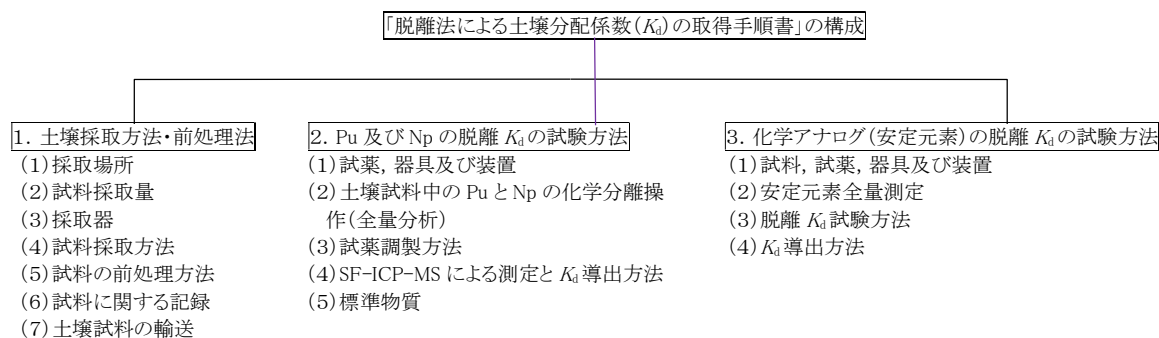 「脱離法による土壌分配係数（Kd）の取得手順書」の構成
1. 土壌採取方法・前処理法
（1）採取場所
（2）試料採取量
（3）採取器
（4）試料採取方法
（5）試料の前処理方法
（6）試料に関する記録
（7）土壌試料の輸送
2. Pu 及び Np の脱離 Kdの試験方法
（1）試薬, 器具及び装置
（2）土壌試料中の Pu と Np の化学分離操
作（全量分析）
（3）試薬調製方法
（4）SF-ICP-MS による測定と Kd導出方法
（5）標準物質
3. 化学アナログ（安定元素）の脱離 Kdの試験方法
（1）試料, 試薬, 器具及び装置
（2）安定元素全量測定
（3）脱離 Kd試験方法
（4）Kd導出方法